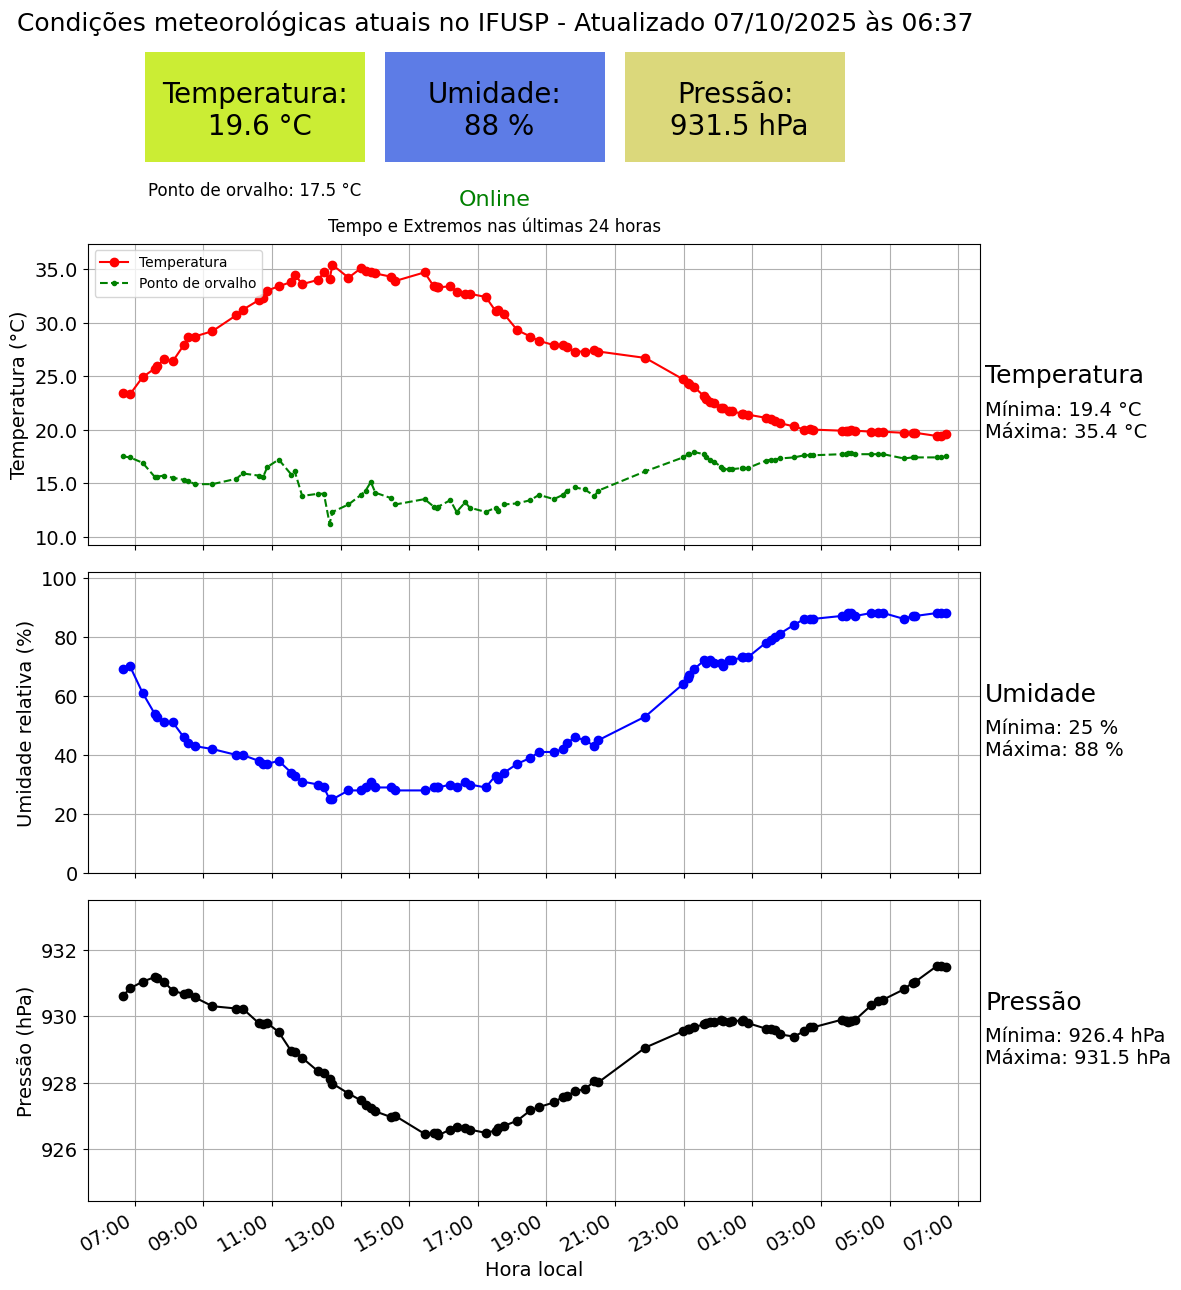 Condições meteorológicas atuais no IFUSP - Atualizado 07/10/2025 às 06:37
Temperatura:
19.6 °C
Umidade:
88 %
Pressão:
931.5 hPa
Ponto de orvalho: 17.5 °C
Online
Tempo e Extremos nas últimas 24 horas
Temperatura
Ponto de orvalho
Temperatura (°C)
35.0
30.0
25.0
20.0
15.0
10.0
Temperatura
Mínima: 19.4 °C
Máxima: 35.4 °C
Umidade relativa (%)
100
80
60
40
20
0
Umidade
Mínima: 25 %
Máxima: 88 %
Pressão (hPa)
932
930
928
926
Pressão
Mínima: 926.4 hPa
Máxima: 931.5 hPa
07:00 09:00 11:00 13:00 15:00 17:00 19:00 21:00 23:00 01:00 03:00 05:00 07:00
Hora local